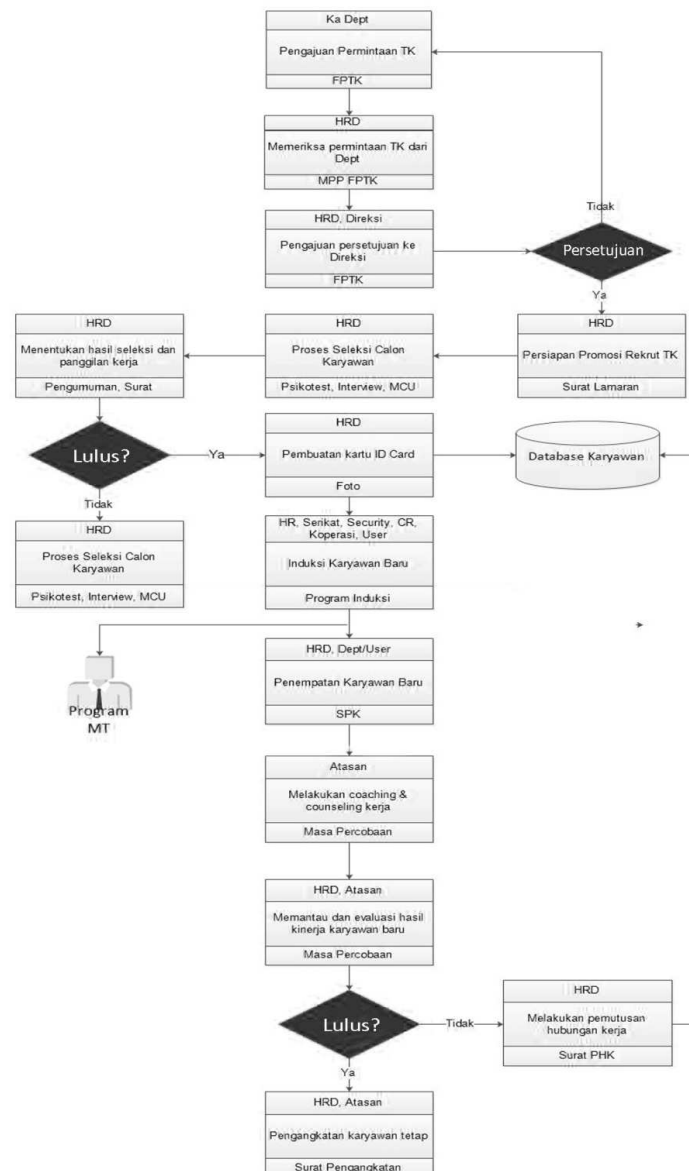 Ka Dept
Pengajuan Permintaan TK
FPTK
HRD
Memeriksa permintaan TK dari
Dept
MPP FPTK
HRD, Direksi
Pengajuan persetujuan ke
Direksi
FPTK
Tidak
Persetujuan
Ya
HRD
Menentukan hasil seleksi dan
panggilan kerja
Pengumuman, Surat
HRD
Proses Seleksi Calon
Karyawan
Psikotest, Interview, MCU
HRD
Persiapan Promosi Rekrut TK
Surat Lamaran
Lulus?
Ya
HRD
Pembuatan kartu ID Card
Foto
Database Karyawan
Tidak
HRD
Proses Seleksi Calon
Karyawan
Psikotest, Interview, MCU
HR, Serikat, Security, CR,
Koperasi, User
Induksi Karyawan Baru
Program Induksi
Program
MT
HRD, Dept/User
Penempatan Karyawan Baru
SPK
Atasan
Melakukan coaching &
counseling kerja
Masa Percobaan
HRD, Atasan
Memantau dan evaluasi hasil
kinerja karyawan baru
Masa Percobaan
Lulus?
Tidak
HRD
Melakukan pemutusan
hubungan kerja
Surat PHK
Ya
HRD, Atasan
Pengangkatan karyawan tetap
Surat Pengangkatan